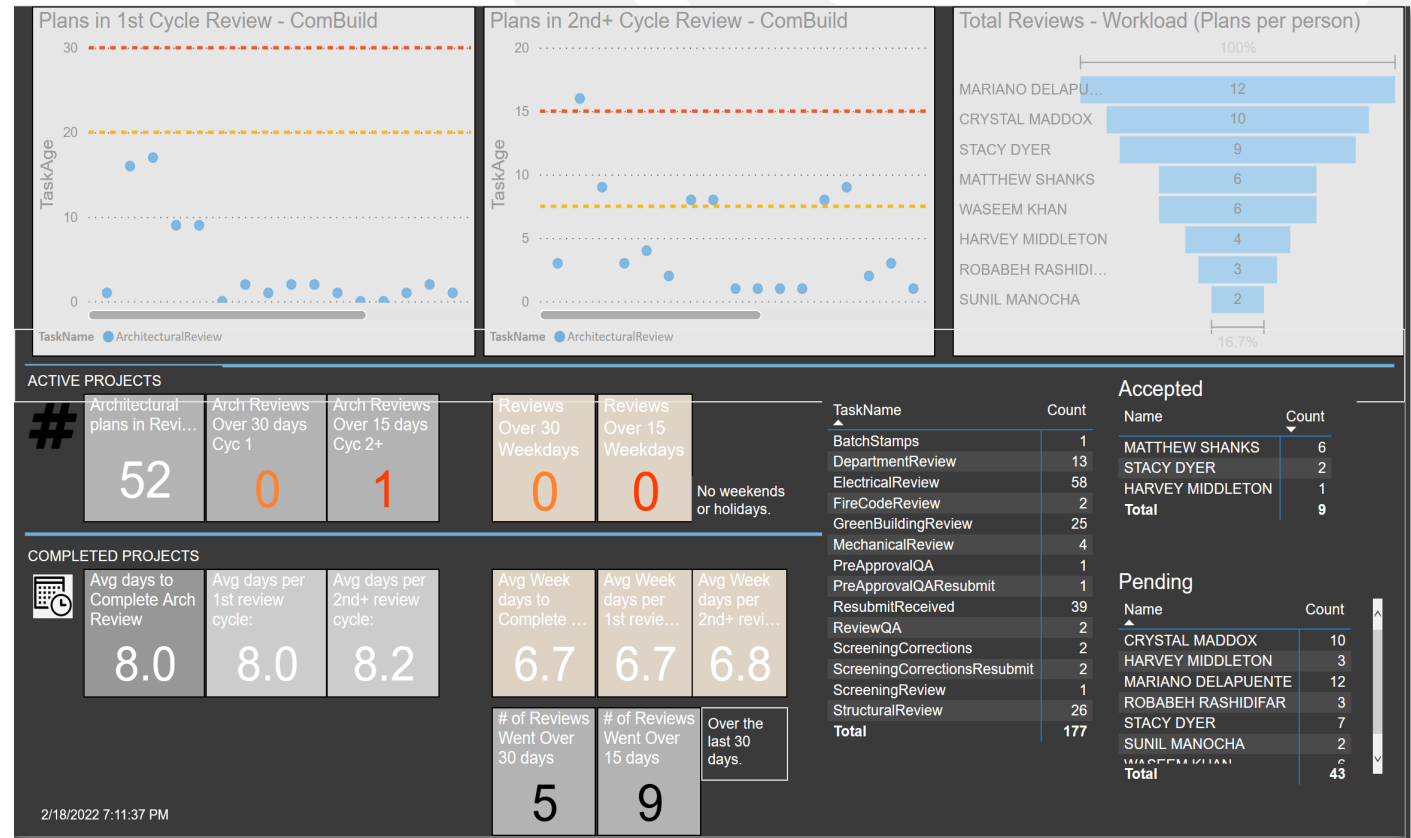 Plans in 1st Cycle Review - ComBuild
30
20
10
0
TaskAge
TaskName ArchitecturalReview
Plans in 2nd+ Cycle Review - ComBuild
20
15
10
5
0
TaskAge
TaskName ArchitecturalReview
Total Reviews - Workload (Plans per person)
100%
MARIANO DELAPU... 12
CRYSTAL MADDOX 10
STACY DYER 9
MATTHEW SHANKS 6
WASEEM KHAN 6
HARVEY MIDDLETON 4
ROBABEH RASHIDI... 3
SUNIL MANOCHA 2
16.7%
ACTIVE PROJECTS
#
Architectural
plans in Revi...
52
Arch Reviews
Over 30 days
Cyc 1
0
Arch Reviews
Over 15 days
Cyc 2+
1
Reviews
Over 30
Weekdays
0
Reviews
Over 15
Weekdays
0
No weekends
or holidays.
COMPLETED PROJECTS
Avg days to
Complete Arch
Review
8.0
Avg days per
1st review
cycle:
8.0
Avg days per
2nd+ review
cycle:
8.2
Avg Week
days to
Complete ...
6.7
Avg Week
days per
1st revie...
6.7
Avg Week
days per
2nd+ revi...
6.8
# of Reviews
Went Over
30 days
5
# of Reviews
Went Over
15 days
9
Over the
last 30
days.
2/18/2022 7:11:37 PM
TaskName Count
BatchStamps 1
DepartmentReview 13
ElectricalReview 58
FireCodeReview 2
GreenBuildingReview 25
MechanicalReview 4
PreApprovalQA 1
PreApprovalQAResubmit 1
ResubmitReceived 39
ReviewQA 2
ScreeningCorrections 2
ScreeningCorrectionsResubmit 2
ScreeningReview 1
StructuralReview 26
Total 177
Accepted
Name Count
MATTHEW SHANKS 6
STACY DYER 2
HARVEY MIDDLETON 1
Total 9
Pending
Name Count
CRYSTAL MADDOX 10
HARVEY MIDDLETON 3
MARIANO DELAPUENTE 12
ROBABEH RASHIDIFAR 3
STACY DYER 7
SUNIL MANOCHA 2
WASEEM KHAN 6
Total 43